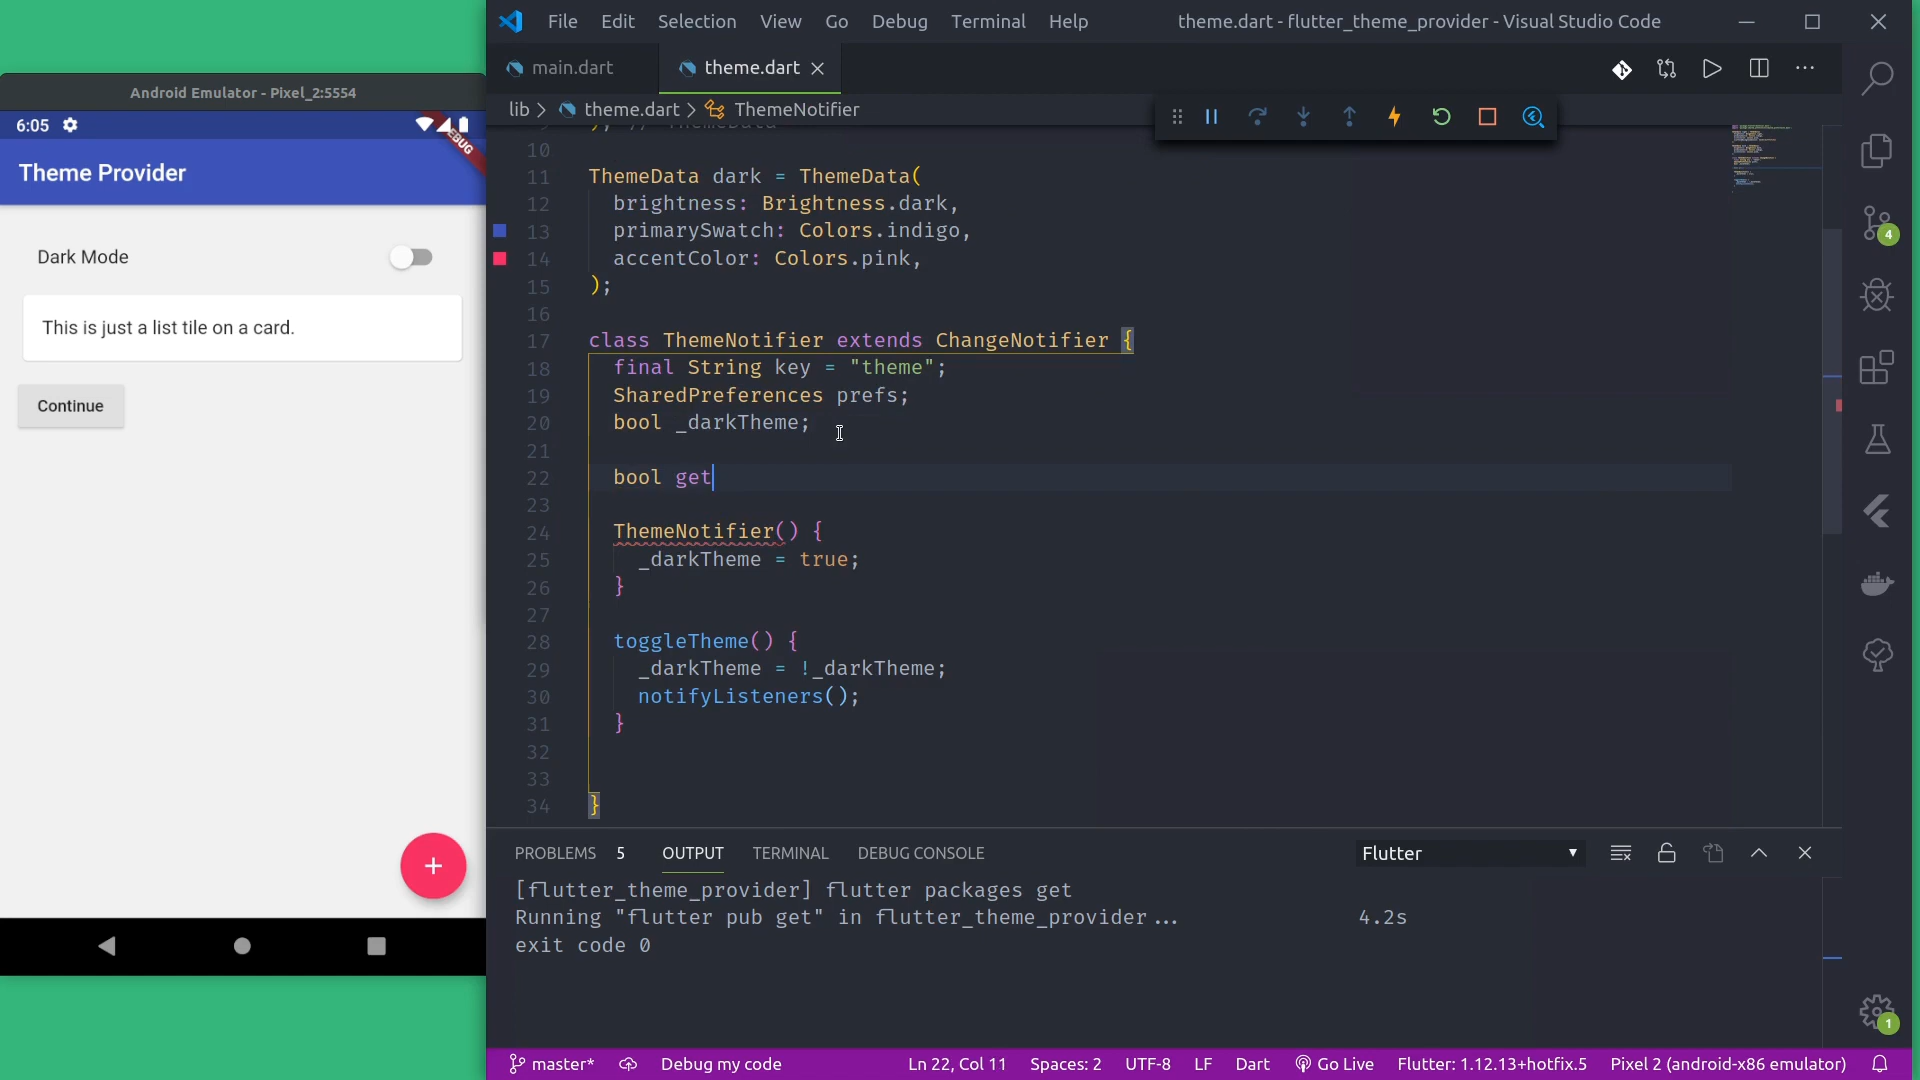 File Edit Selection View Go Debug Terminal Help theme.dart - flutter_theme_provider - Visual Studio Code
main.dart theme.dart
lib > theme.dart > ThemeNotifier
Android Emulator - Pixel_2:5554
6:05
Theme Provider
Dark Mode
This is just a list tile on a card.
Continue
+
10
11 ThemeData dark = ThemeData(
12 brightness: Brightness.dark,
13 primarySwatch: Colors.indigo,
14 accentColor: Colors.pink,
15 );
16
17 class ThemeNotifier extends ChangeNotifier {
18 final String key = "theme";
19 SharedPreferences prefs;
20 bool _darkTheme;
21
22 bool get
23
24 ThemeNotifier() {
25 _darkTheme = true;
26 }
27
28 toggleTheme() {
29 _darkTheme = !_darkTheme;
30 notifyListeners();
31 }
32
33
34 }
PROBLEMS 5 OUTPUT TERMINAL DEBUG CONSOLE Flutter
[flutter_theme_provider] flutter packages get
Running "flutter pub get" in flutter_theme_provider... 4.2s
exit code 0
4
1
master* Debug my code Ln 22, Col 11 Spaces: 2 UTF-8 LF Dart Go Live Flutter: 1.12.13+hotfix.5 Pixel 2 (android-x86 emulator)